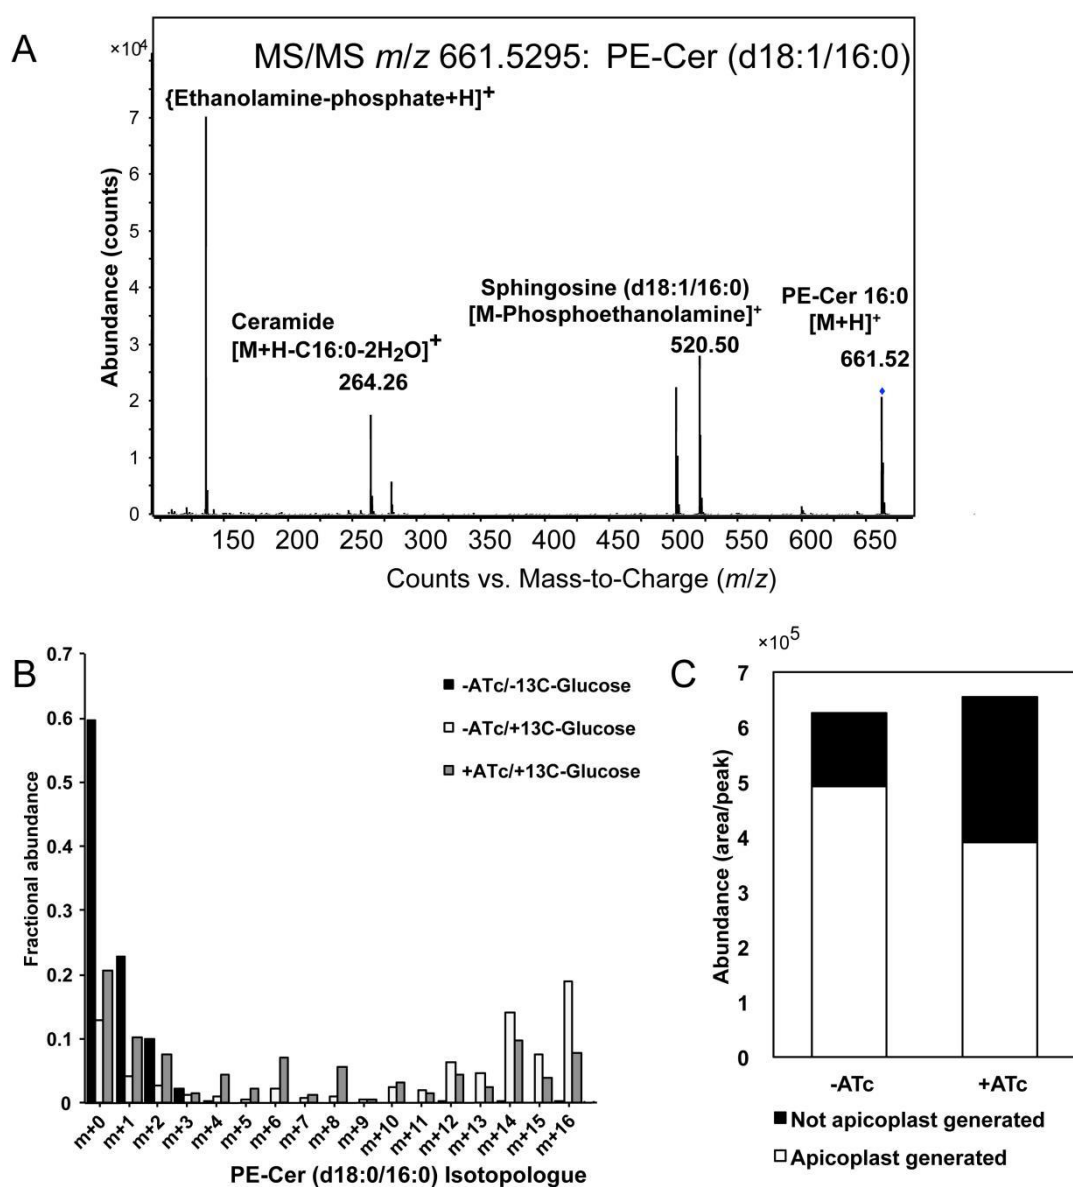 A
×10⁴
MS/MS m/z 661.5295: PE-Cer (d18:1/16:0)
{Ethanolamine-phosphate+H]⁺
7
6
5
4
3
2
1
0
Abundance (counts)
Ceramide
[M+H-C16:0-2H₂O]⁺
264.26
Sphingosine (d18:1/16:0)
[M-Phosphoethanolamine]⁺
520.50
PE-Cer 16:0
[M+H]⁺
661.52
150 200 250 300 350 400 450 500 550 600 650
Counts vs. Mass-to-Charge (m/z)
B
0.7
0.6
0.5
0.4
0.3
0.2
0.1
0
Fractional abundance
-ATc/-13C-Glucose
-ATc/+13C-Glucose
+ATc/+13C-Glucose
m+0 m+1 m+2 m+3 m+4 m+5 m+6 m+7 m+8 m+9 m+10 m+11 m+12 m+13 m+14 m+15 m+16
PE-Cer (d18:0/16:0) Isotopologue
C
×10⁵
7
6
5
4
3
2
1
0
Abundance (area/peak)
-ATc +ATc
Not apicoplast generated
Apicoplast generated